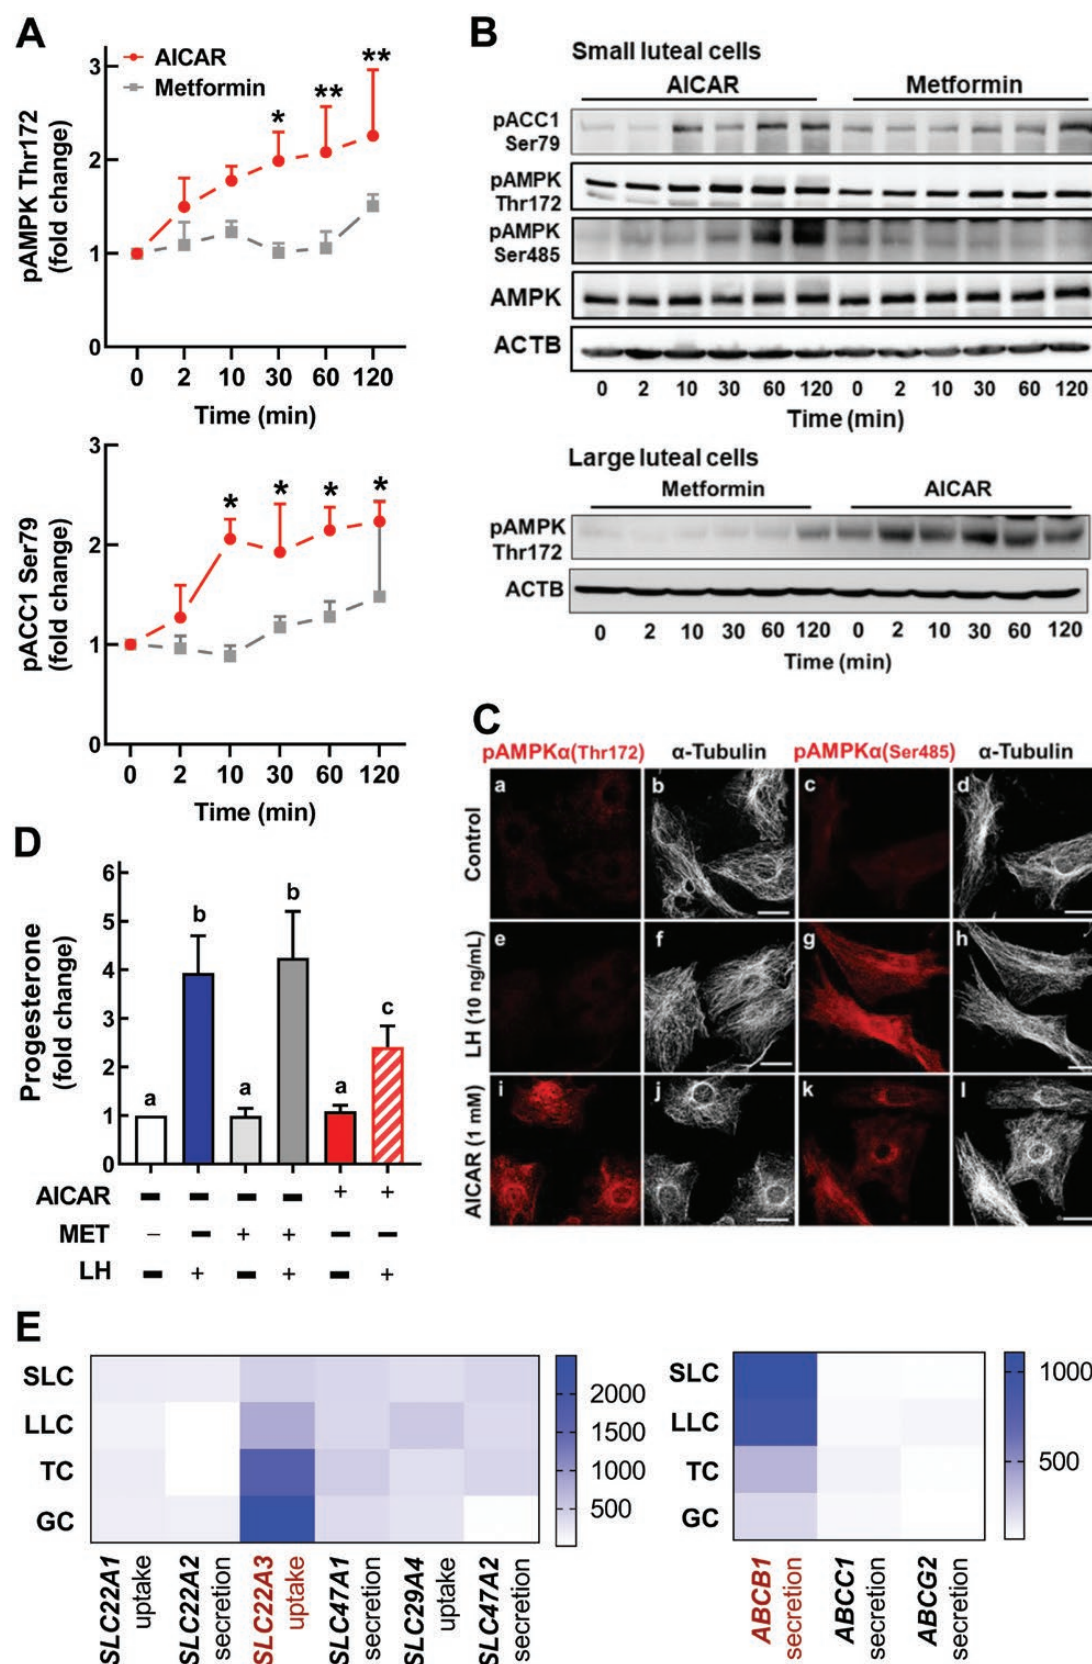 A
AICAR
Metformin
pAMPK Thr172
(fold change)
3
2
1
0
*
**
**
0 2 10 30 60 120
Time (min)
pACC1 Ser79
(fold change)
3
2
1
0
* * * *
0 2 10 30 60 120
Time (min)
B
Small luteal cells
AICAR Metformin
pACC1
Ser79
pAMPK
Thr172
pAMPK
Ser485
AMPK
ACTB
0 2 10 30 60 120 0 2 10 30 60 120
Time (min)
Large luteal cells
Metformin AICAR
pAMPK
Thr172
ACTB
0 2 10 30 60 120 0 2 10 30 60 120
Time (min)
C
pAMPKα(Thr172) α-Tubulin pAMPKα(Ser485) α-Tubulin
Control
a b c d
LH (10 ng/mL)
e f g h
AICAR (1 mM)
i j k l
D
Progesterone
(fold change)
6
5
4
3
2
1
0
a b a b a c
AICAR - - - - + +
MET - - + + - -
LH - + - + - +
E
SLC
LLC
TC
GC
2000
1500
1000
500
SLC22A1
uptake
SLC22A2
secretion
SLC22A3
uptake
SLC47A1
secretion
SLC29A4
uptake
SLC47A2
secretion
SLC
LLC
TC
GC
1000
500
ABCB1
secretion
ABCC1
secretion
ABCG2
secretion